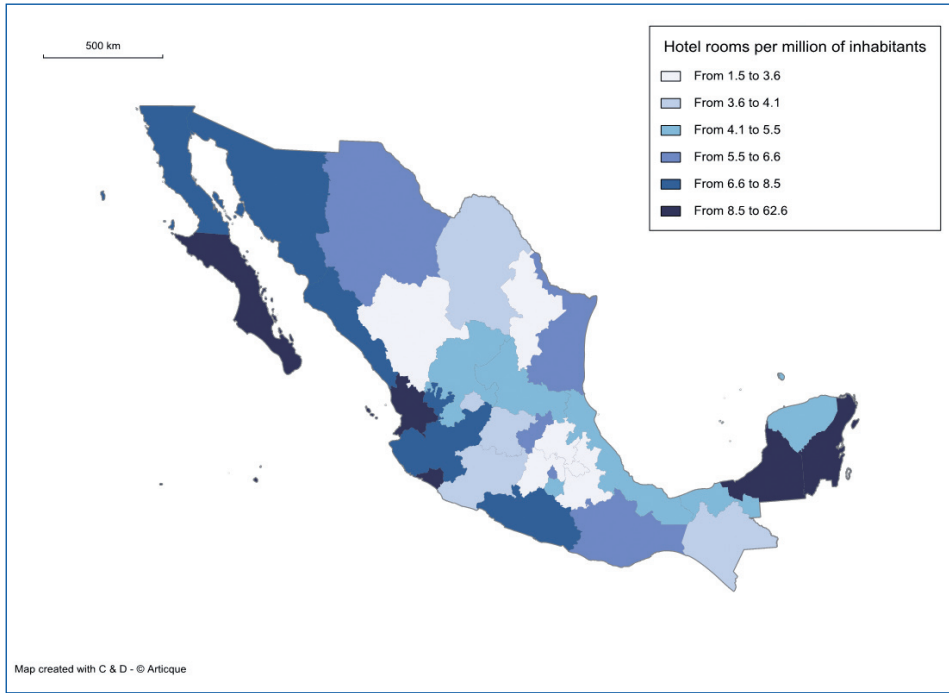 500 km
Hotel rooms per million of inhabitants
From 1.5 to 3.6
From 3.6 to 4.1
From 4.1 to 5.5
From 5.5 to 6.6
From 6.6 to 8.5
From 8.5 to 62.6
Map created with C & D - © Articque